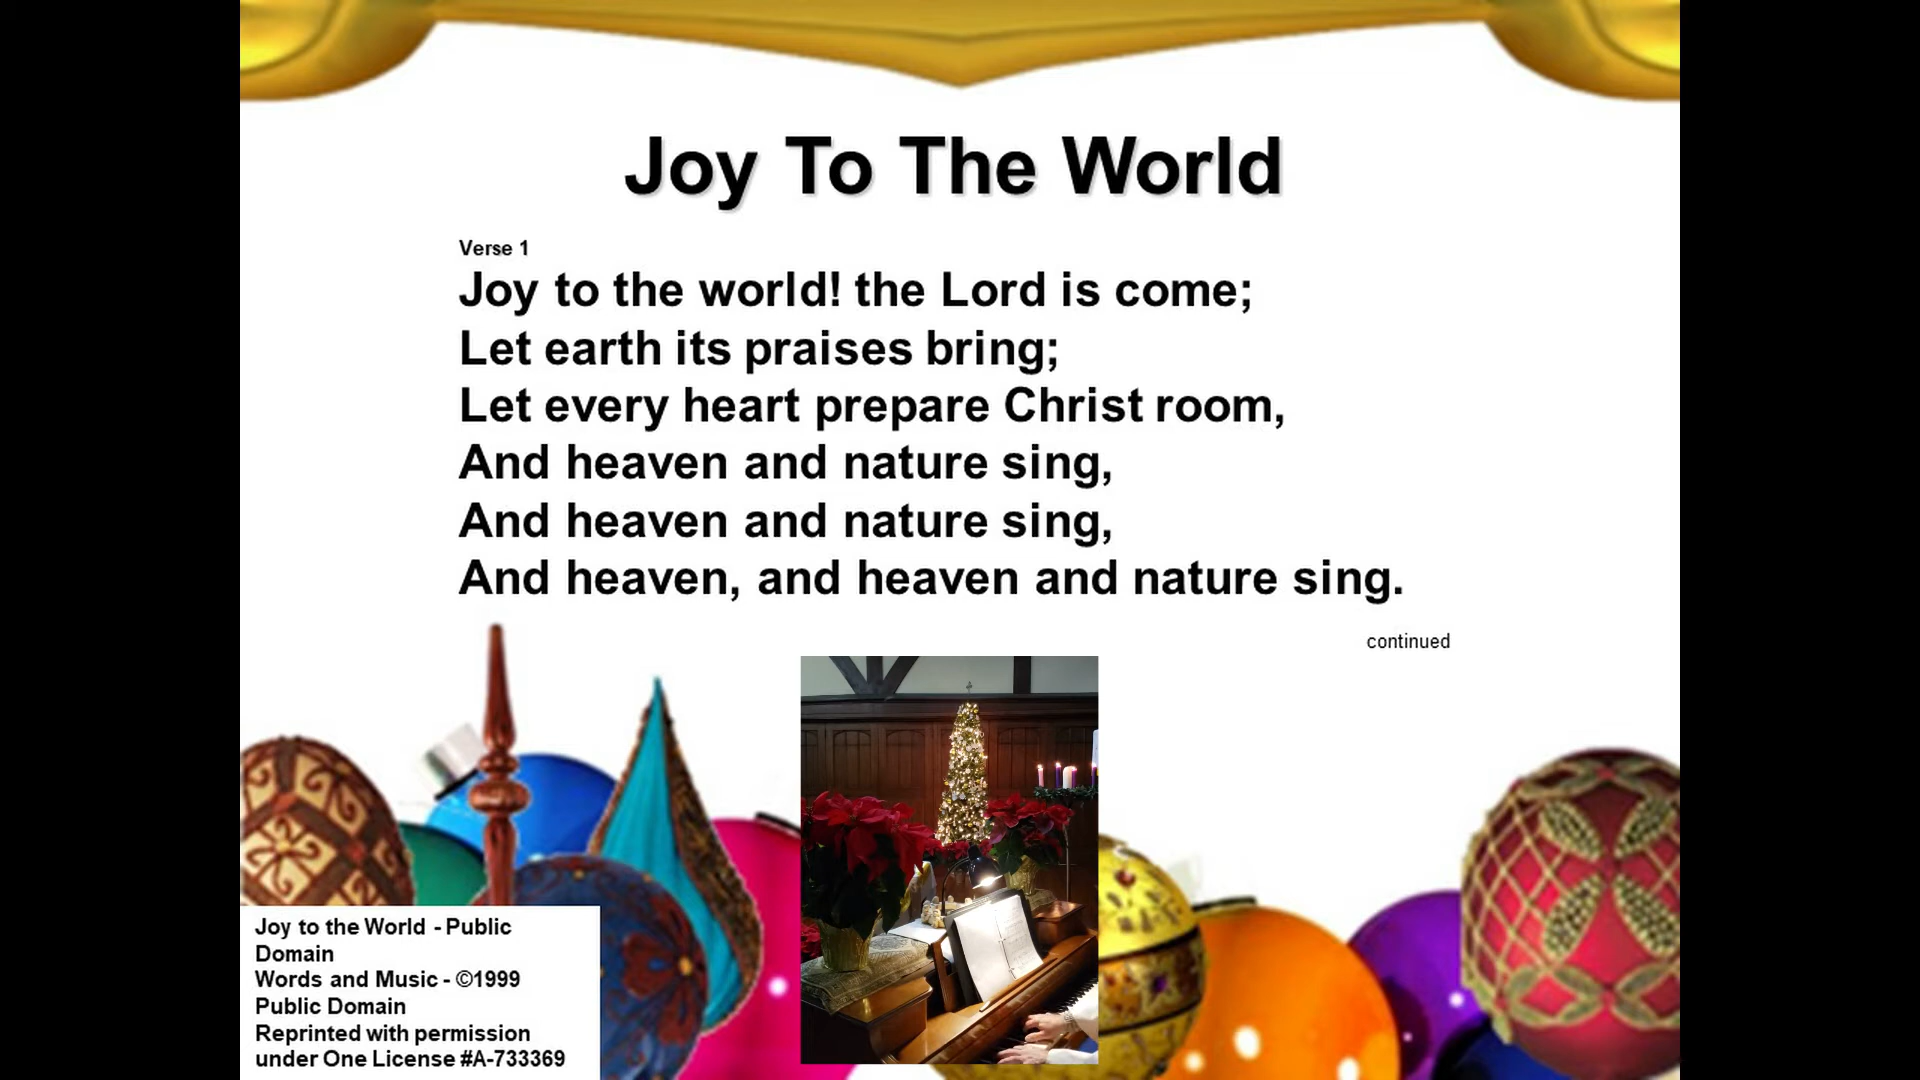 Joy To The World
Verse 1
Joy to the world! the Lord is come;
Let earth its praises bring;
Let every heart prepare Christ room,
And heaven and nature sing,
And heaven and nature sing,
And heaven, and heaven and nature sing.
continued
Joy to the World - Public
Domain
Words and Music - ©1999
Public Domain
Reprinted with permission
under One License #A-733369